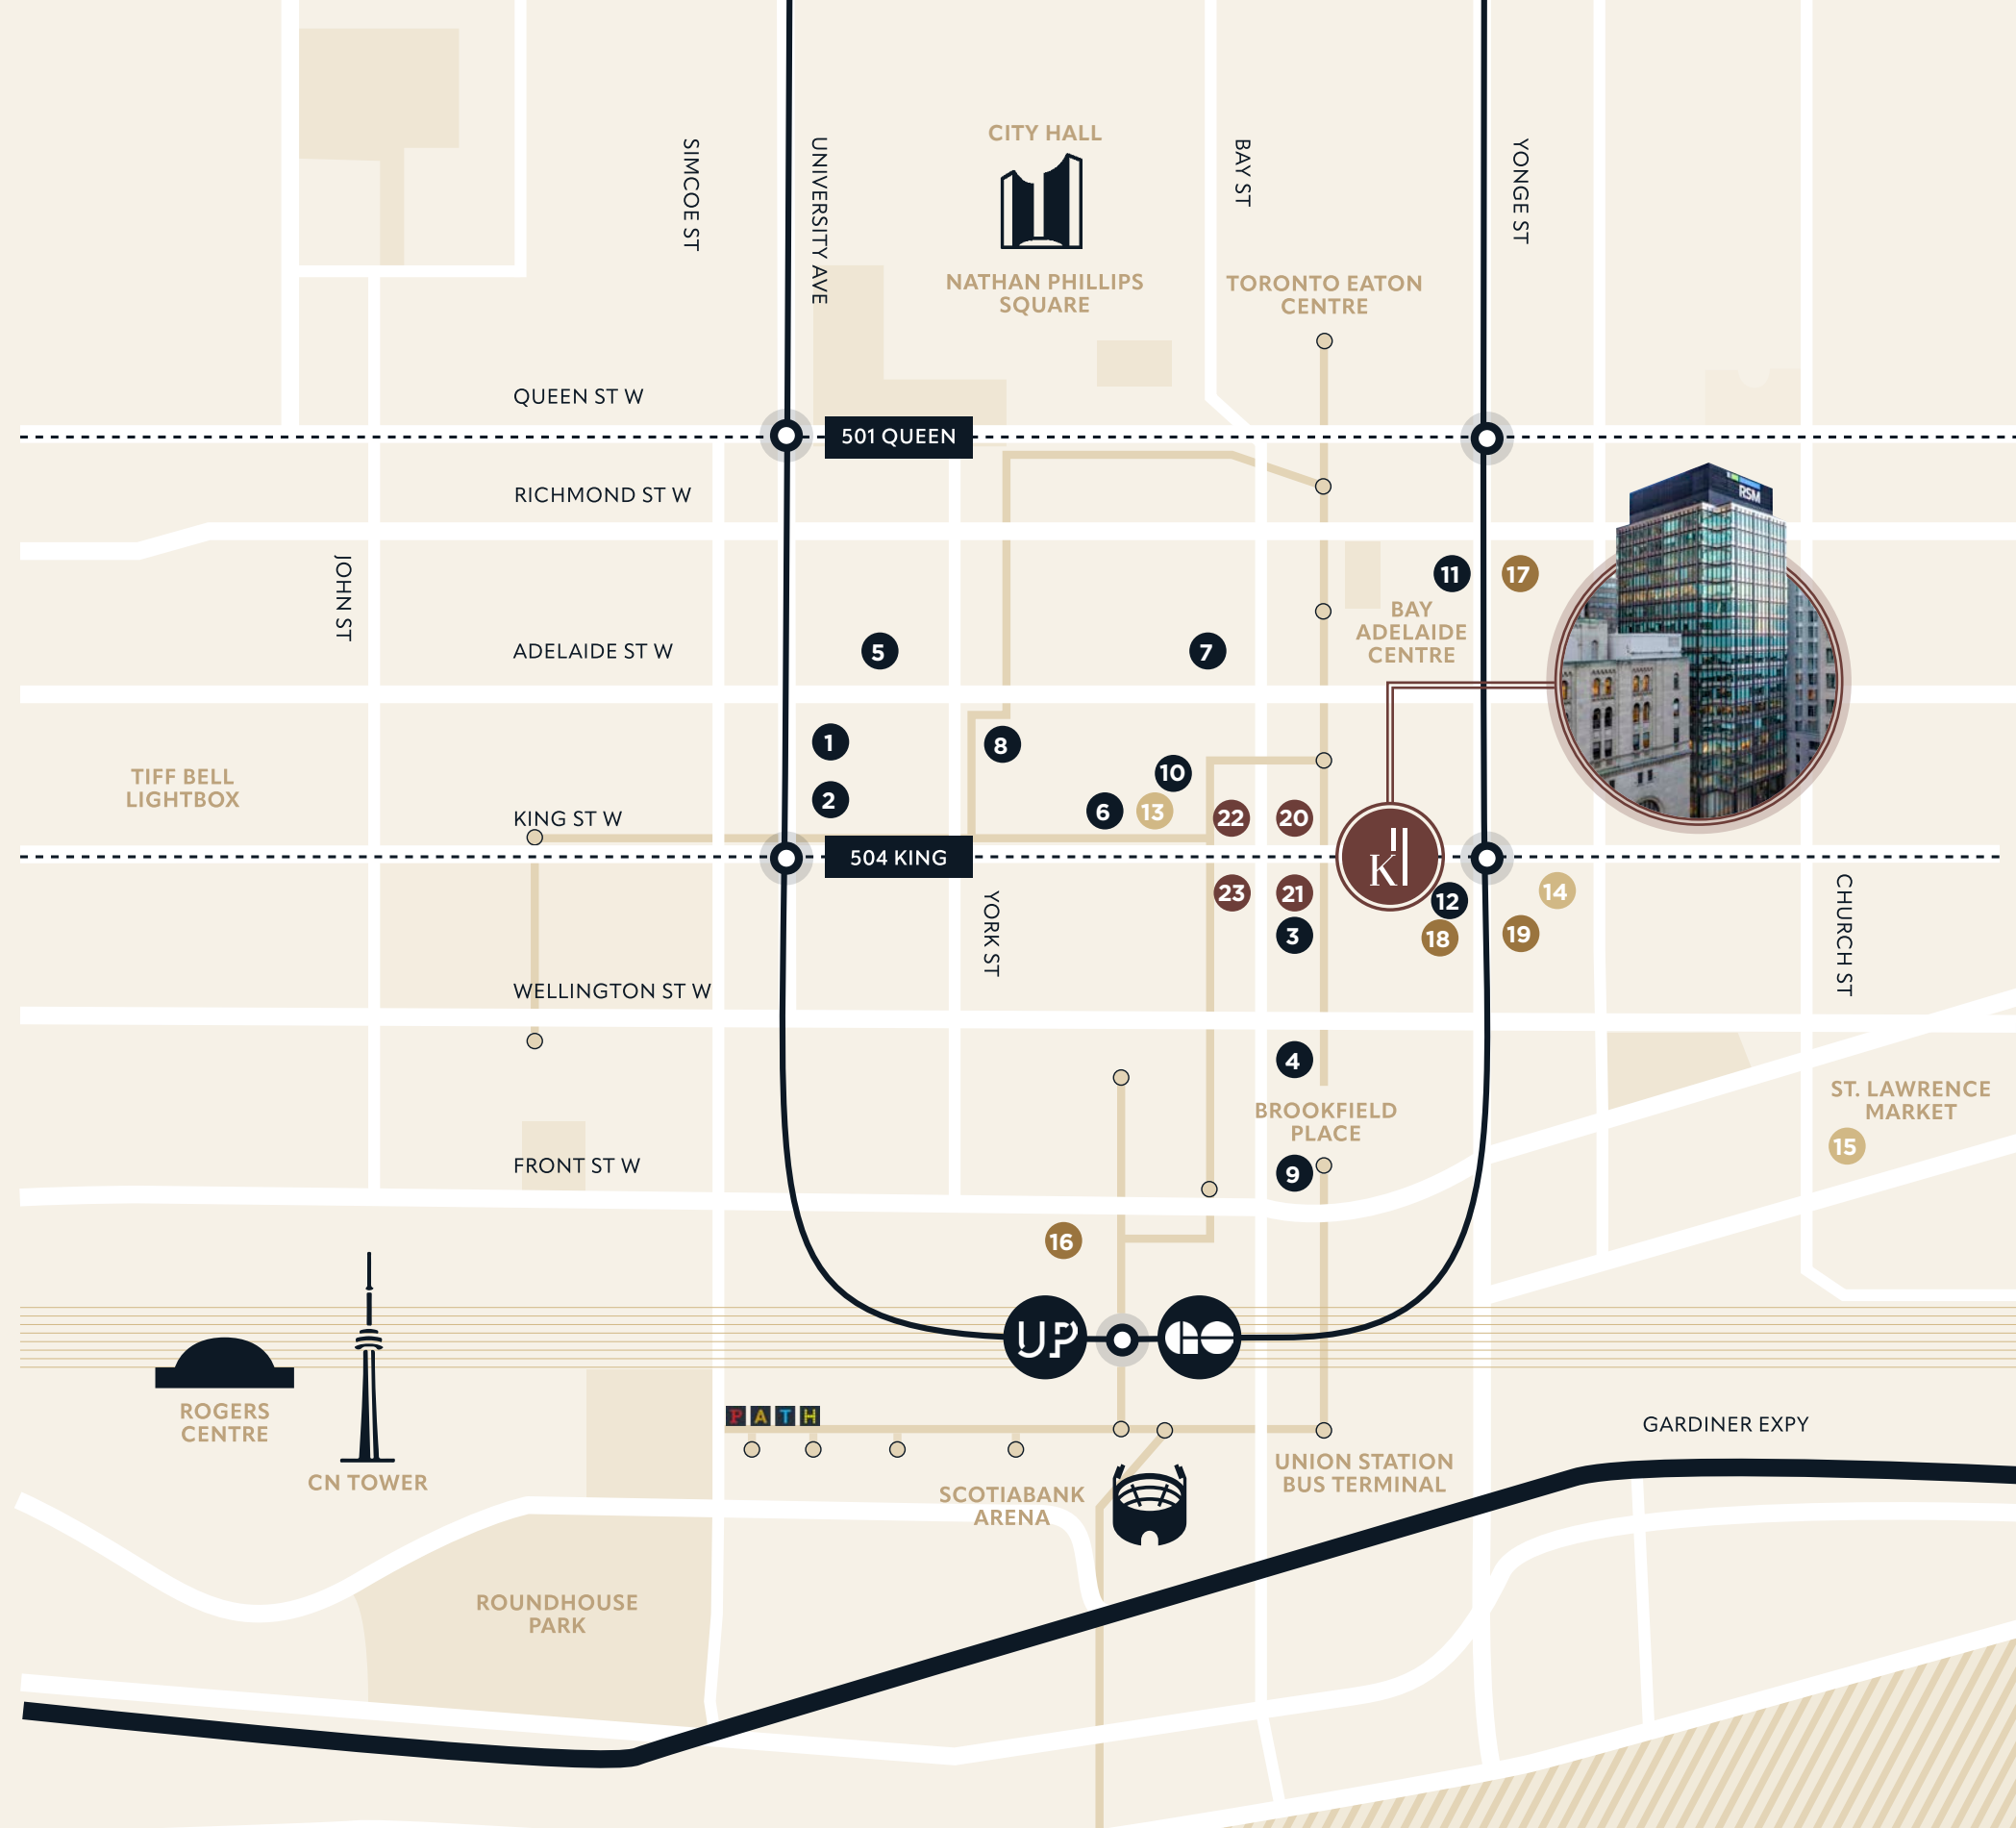 CITY HALL
SIMCOE ST
UNIVERSITY AVE
BAY ST
YONGE ST
NATHAN PHILLIPS
SQUARE
TORONTO EATON
CENTRE
QUEEN ST W
501 QUEEN
RICHMOND ST W
RSM
JOHN ST
11
17
BAY
ADELAIDE
CENTRE
ADELAIDE ST W
5
7
1
8
TIFF BELL
LIGHTBOX
10
2
6
13
KING ST W
22
20
504 KING
KII
23
21
12
14
YORK ST
3
18
19
CHURCH ST
WELLINGTON ST W
4
BROOKFIELD
PLACE
ST. LAWRENCE
MARKET
15
FRONT ST W
9
16
UP
GO
ROGERS
CENTRE
PATH
GARDINER EXPY
CN TOWER
SCOTIABANK
ARENA
UNION STATION
BUS TERMINAL
ROUNDHOUSE
PARK